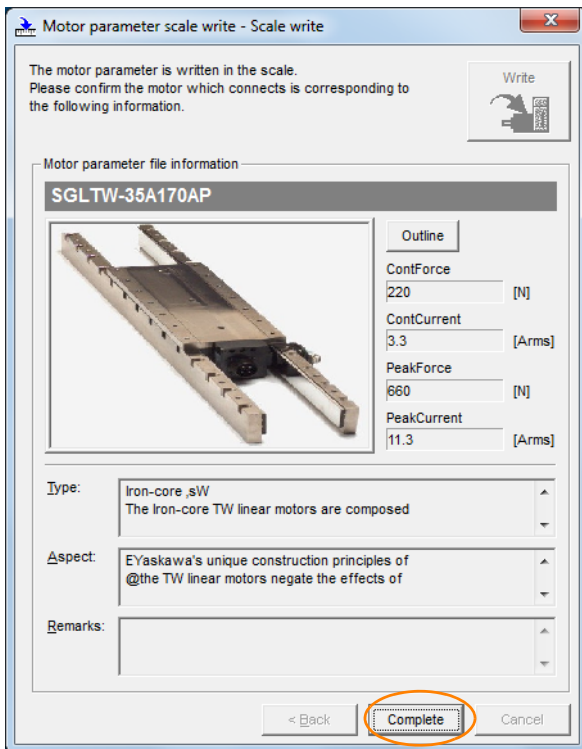 Motor parameter scale write - Scale write
The motor parameter is written in the scale.
Please confirm the motor which connects is corresponding to
the following information.
Write
Motor parameter file information
SGLTW-35A170AP
Outline
ContForce
220 [N]
ContCurrent
3.3 [Arms]
PeakForce
660 [N]
PeakCurrent
11.3 [Arms]
Type:
Iron-core ,sW
The Iron-core TW linear motors are composed
Aspect:
EYaskawa's unique construction principles of
@the TW linear motors negate the effects of
Remarks:
< Back Complete Cancel